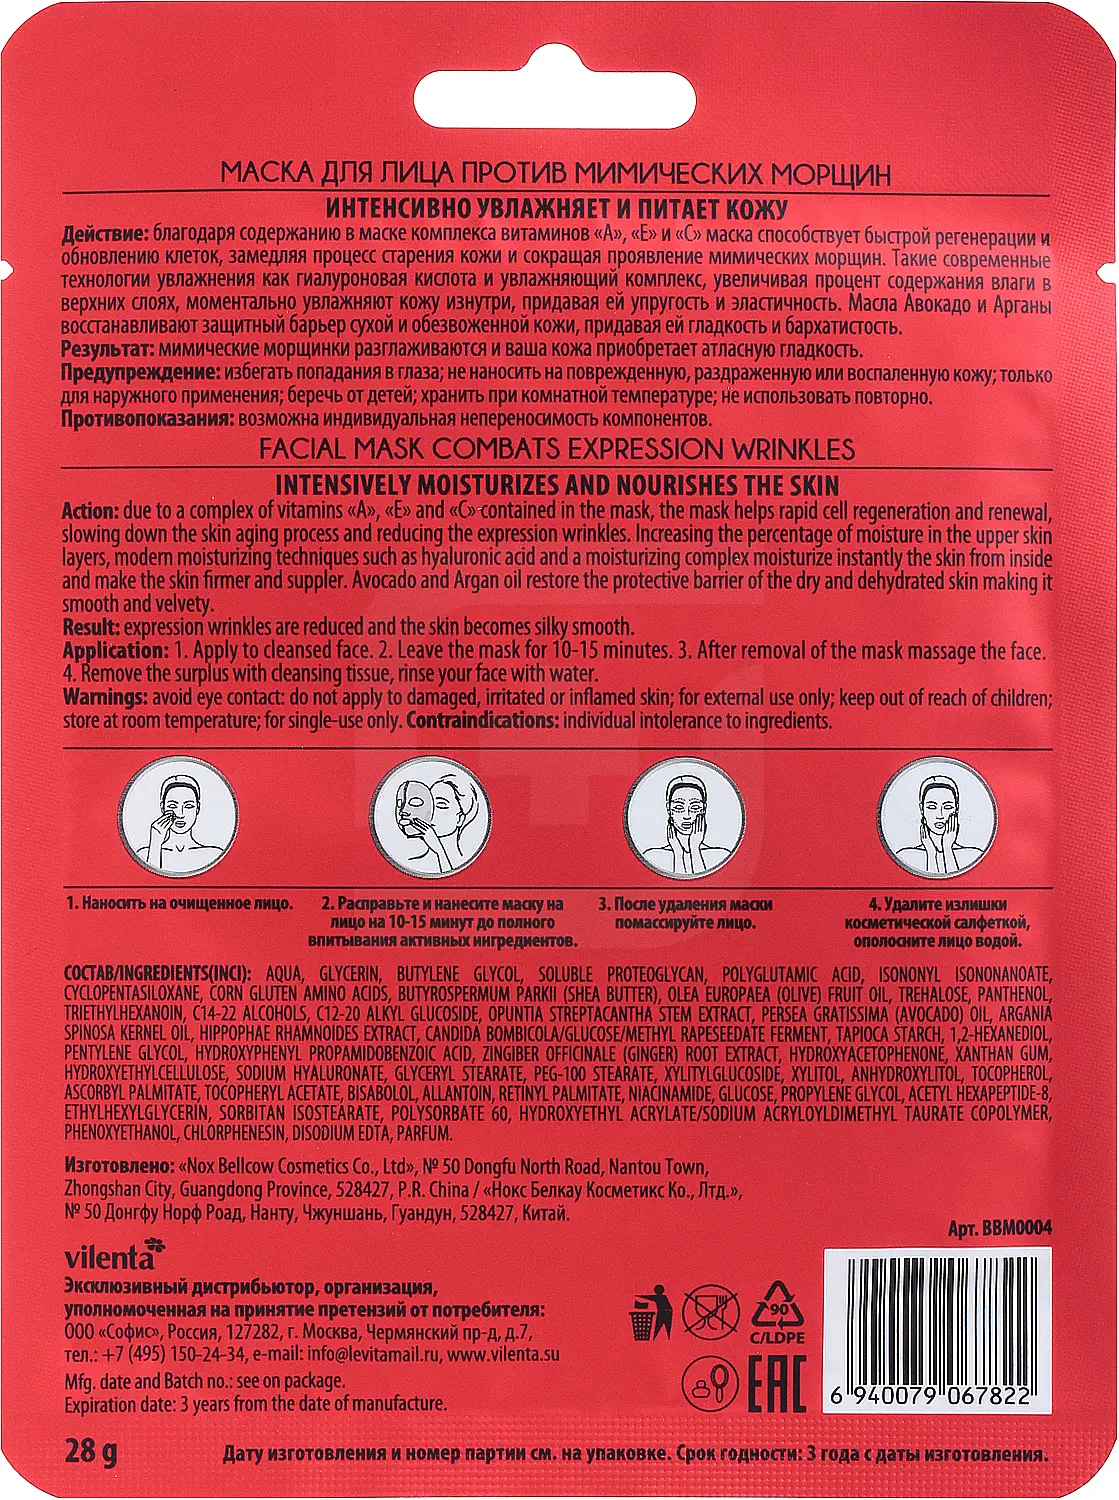 МАСКА ДЛЯ ЛИЦА ПРОТИВ МИМИЧЕСКИХ МОРЩИН
ИНТЕНСИВНО УВЛАЖНЯЕТ И ПИТАЕТ КОЖУ
Действие: благодаря содержанию в маске комплекса витаминов «А», «Е» и «С» маска способствует быстрой регенерации и
обновлению клеток, замедляя процесс старения кожи и сокращая проявление мимических морщин. Такие современные
технологии увлажнения как гиалуроновая кислота и увлажняющий комплекс, увеличивая процент содержания влаги в
верхних слоях, моментально увлажняют кожу изнутри, придавая ей упругость и эластичность. Масла Авокадо и Арганы
восстанавливают защитный барьер сухой и обезвоженной кожи, придавая ей гладкость и бархатистость.
Результат: мимические морщинки разглаживаются и ваша кожа приобретает атласную гладкость.
Предупреждение: избегать попадания в глаза; не наносить на поврежденную, раздраженную или воспаленную кожу; только
для наружного применения; беречь от детей; хранить при комнатной температуре; не использовать повторно.
Противопоказания: возможна индивидуальная непереносимость компонентов.
FACIAL MASK COMBATS EXPRESSION WRINKLES
INTENSIVELY MOISTURIZES AND NOURISHES THE SKIN
Action: due to a complex of vitamins «A», «E» and «C» contained in the mask, the mask helps rapid cell regeneration and renewal,
slowing down the skin aging process and reducing the expression wrinkles. Increasing the percentage of moisture in the upper skin
layers, modern moisturizing techniques such as hyaluronic acid and a moisturizing complex moisturize instantly the skin from inside
and make the skin firmer and suppler. Avocado and Argan oil restore the protective barrier of the dry and dehydrated skin making it
smooth and velvety.
Result: expression wrinkles are reduced and the skin becomes silky smooth.
Application: 1. Apply to cleansed face. 2. Leave the mask for 10-15 minutes. 3. After removal of the mask massage the face.
4. Remove the surplus with cleansing tissue, rinse your face with water.
Warnings: avoid eye contact: do not apply to damaged, irritated or inflamed skin; for external use only; keep out of reach of children;
store at room temperature; for single-use only. Contraindications: individual intolerance to ingredients.
1. Наносить на очищенное лицо.
2. Расправьте и нанесите маску на
лицо на 10-15 минут до полного
впитывания активных ингредиентов.
3. После удаления маски
помассируйте лицо.
4. Удалите излишки
косметической салфеткой,
ополосните лицо водой.
СОСТАВ/INGREDIENTS(INCI): AQUA, GLYCERIN, BUTYLENE GLYCOL, SOLUBLE PROTEOGLYCAN, POLYGLUTAMIC ACID, ISONONYL ISONONANOATE,
CYCLOPENTASILOXANE, CORN GLUTEN AMINO ACIDS, BUTYROSPERMUM PARKII (SHEA BUTTER), OLEA EUROPAEA (OLIVE) FRUIT OIL, TREHALOSE, PANTHENOL,
TRIETHYLHEXANOIN, C14-22 ALCOHOLS, C12-20 ALKYL GLUCOSIDE, OPUNTIA STREPTACANTHA STEM EXTRACT, PERSEA GRATISSIMA (AVOCADO) OIL, ARGANIA
SPINOSA KERNEL OIL, HIPPOPHAE RHAMNOIDES EXTRACT, CANDIDA BOMBICOLA/GLUCOSE/METHYL RAPESEEDATE FERMENT, TAPIOCA STARCH, 1,2-HEXANEDIOL,
PENTYLENE GLYCOL, HYDROXYPHENYL PROPAMIDOBENZOIC ACID, ZINGIBER OFFICINALE (GINGER) ROOT EXTRACT, HYDROXYACETOPHENONE, XANTHAN GUM,
HYDROXYETHYLCELLULOSE, SODIUM HYALURONATE, GLYCERYL STEARATE, PEG-100 STEARATE, XYLITYLGLUCOSIDE, XYLITOL, ANHYDROXYLITOL, TOCOPHEROL,
ASCORBYL PALMITATE, TOCOPHERYL ACETATE, BISABOLOL, ALLANTOIN, RETINYL PALMITATE, NIACINAMIDE, GLUCOSE, PROPYLENE GLYCOL, ACETYL HEXAPEPTIDE-8,
ETHYLHEXYLGLYCERIN, SORBITAN ISOSTEARATE, POLYSORBATE 60, HYDROXYETHYL ACRYLATE/SODIUM ACRYLOYLDIMETHYL TAURATE COPOLYMER,
PHENOXYETHANOL, CHLORPHENESIN, DISODIUM EDTA, PARFUM.
Изготовлено: «Nox Bellcow Cosmetics Co., Ltd», № 50 Dongfu North Road, Nantou Town,
Zhongshan City, Guangdong Province, 528427, P.R. China / «Нокс Белкау Косметикс Ко., Лтд.»,
№ 50 Донгфу Норф Роад, Нанту, Чжуншань, Гуандун, 528427, Китай.
Арт. BBM0004
vilenta
Эксклюзивный дистрибьютор, организация,
уполномоченная на принятие претензий от потребителя:
ООО «Софис», Россия, 127282, г. Москва, Чермянский пр-д, д.7,
тел.: +7 (495) 150-24-34, e-mail: info@levitamail.ru, www.vilenta.su
Mfg. date and Batch no.: see on package.
Expiration date: 3 years from the date of manufacture.
90
C/LDPE
EAC
6 940079 067822
28 g
Дату изготовления и номер партии см. на упаковке. Срок годности: 3 года с даты изготовления.